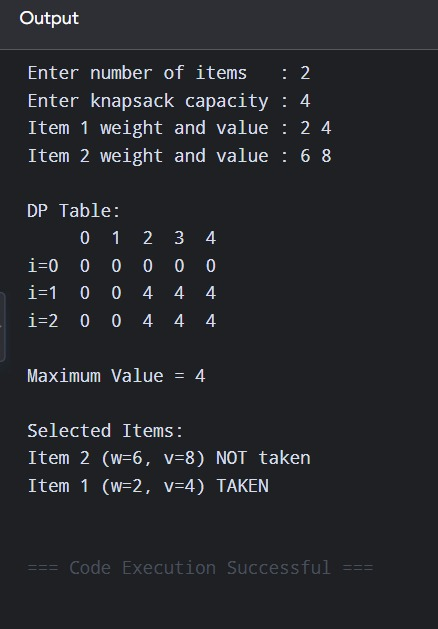 Output
Enter number of items   : 2
Enter knapsack capacity : 4
Item 1 weight and value : 2 4
Item 2 weight and value : 6 8
DP Table:
     0  1  2  3  4
i=0  0  0  0  0  0
i=1  0  0  4  4  4
i=2  0  0  4  4  4
Maximum Value = 4
Selected Items:
Item 2 (w=6, v=8) NOT taken
Item 1 (w=2, v=4) TAKEN
=== Code Execution Successful ===